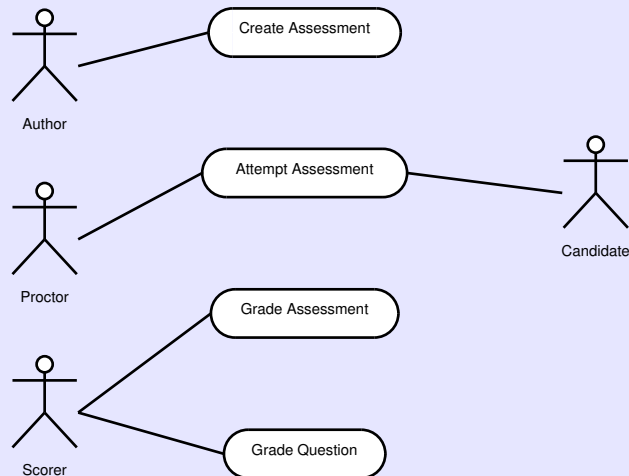 Create Assessment
Author
Attempt Assessment
Candidate
Proctor
Grade Assessment
Grade Question
Scorer